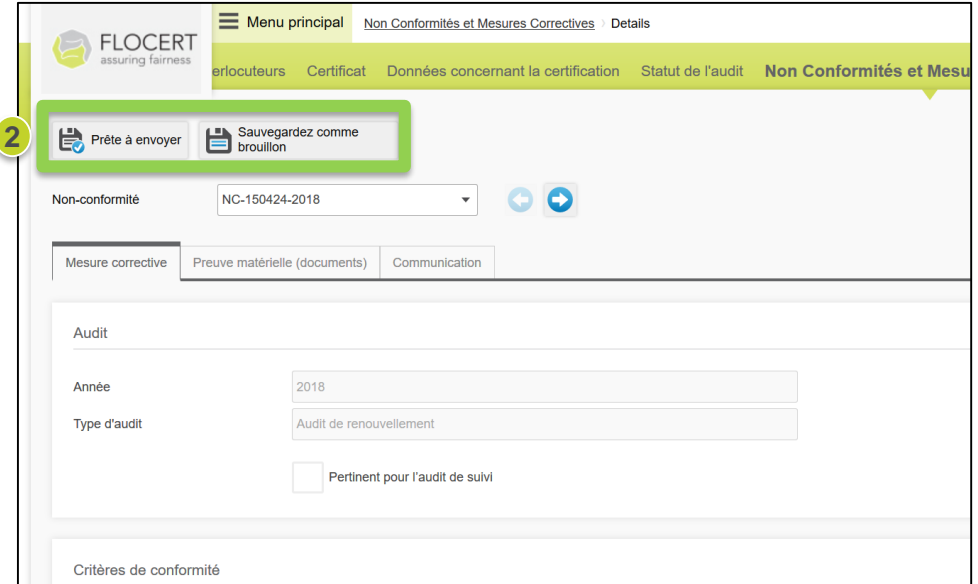 Menu principal
Non Conformités et Mesures Correctives
Details
FLOCERT
assuring fairness
erlocuteurs
Certificat
Données concernant la certification
Statut de l'audit
Non Conformités et Mesu
2
Prête à envoyer
Sauvegardez comme
brouillon
Non-conformité
NC-150424-2018
Mesure corrective
Preuve matérielle (documents)
Communication
Audit
Année
2018
Type d'audit
Audit de renouvellement
Pertinent pour l'audit de suivi
Critères de conformité